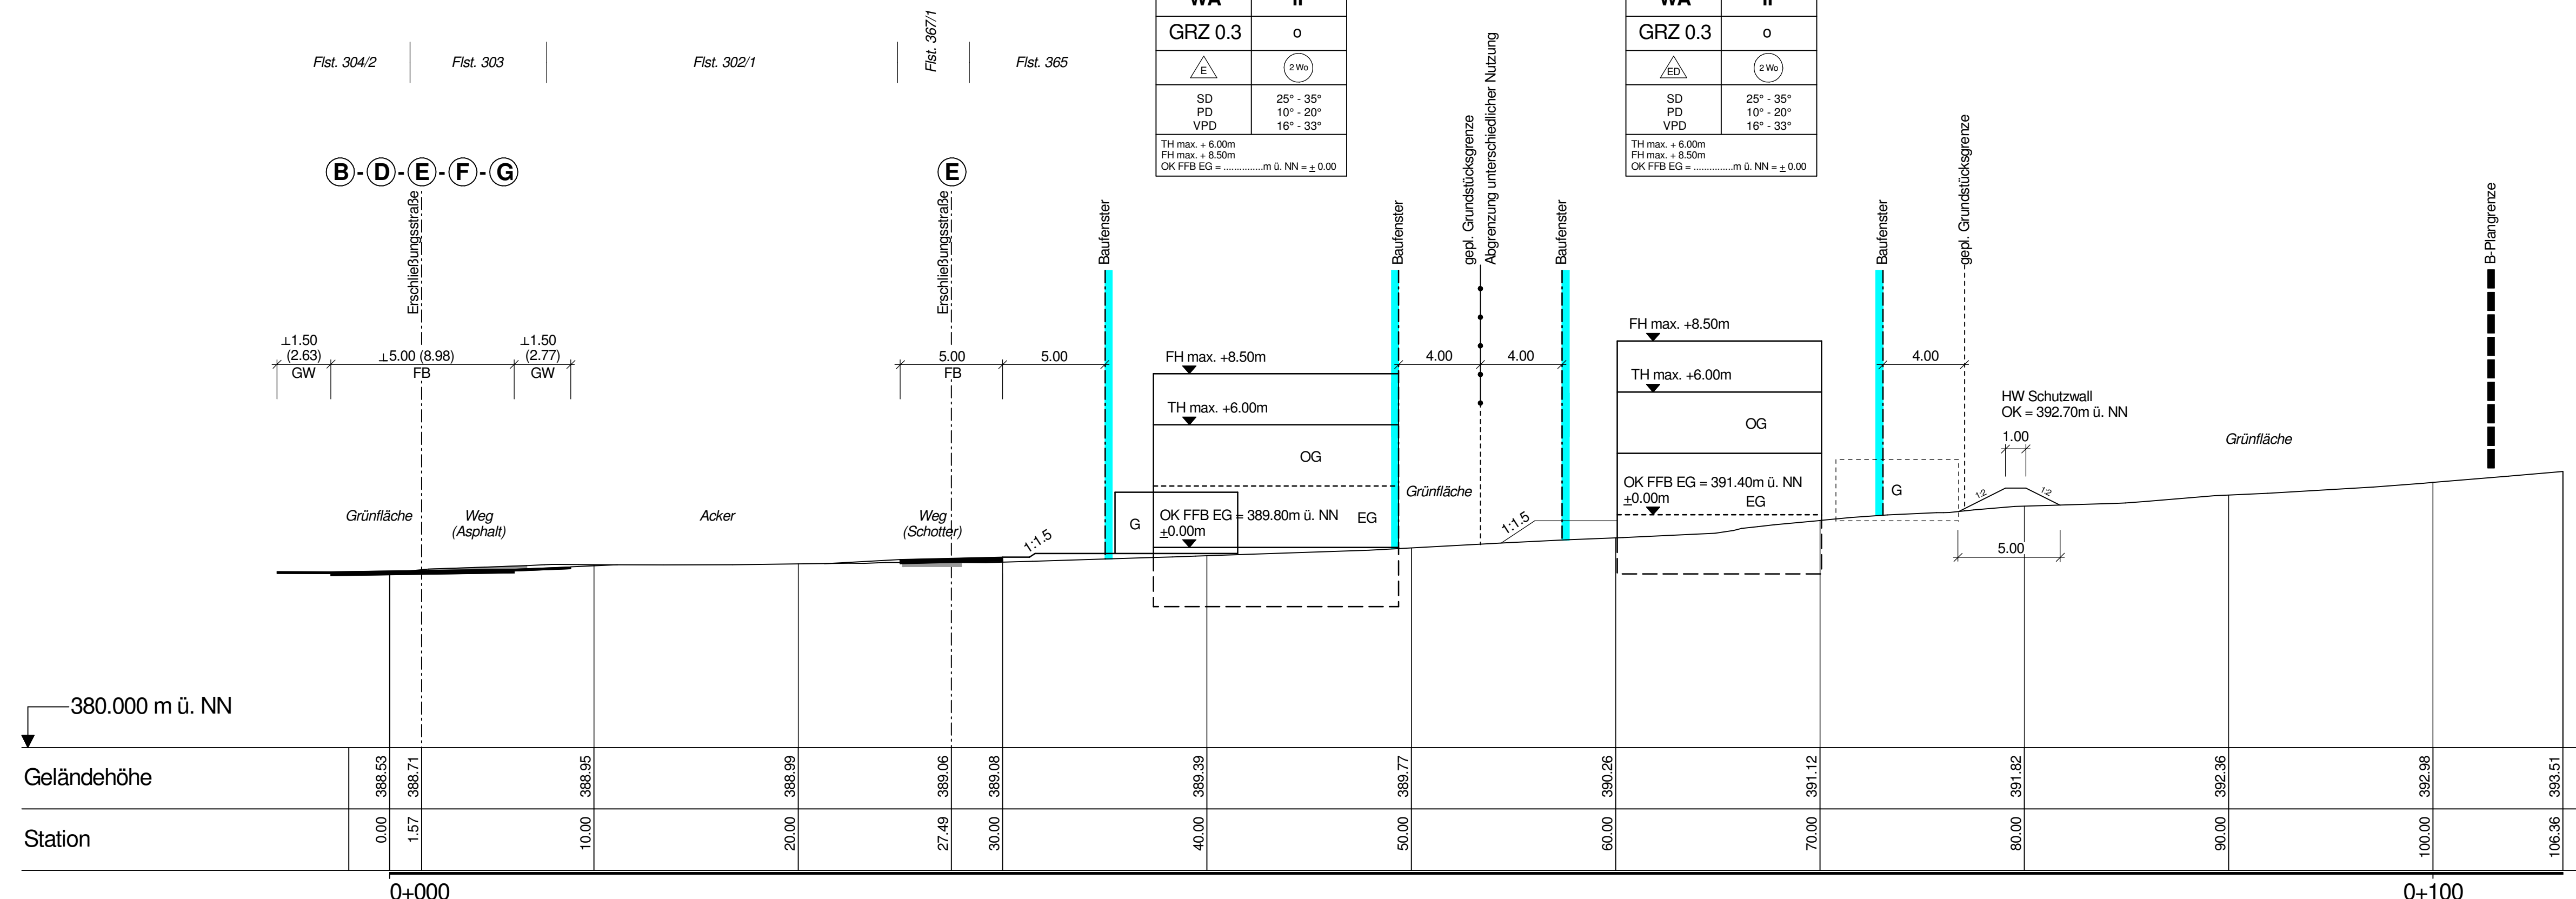 WA II
GRZ 0.3 o
E 2 Wo
SD 25° - 35°
PD 10° - 20°
VPD 16° - 33°
TH max. + 6.00m
FH max. + 8.50m
OK FFB EG = ...............m ü. NN = ± 0.00
WA II
GRZ 0.3 o
ED 2 Wo
SD 25° - 35°
PD 10° - 20°
VPD 16° - 33°
TH max. + 6.00m
FH max. + 8.50m
OK FFB EG = ...............m ü. NN = ± 0.00
Flst. 304/2
Flst. 303
Flst. 302/1
Flst. 367/1
Flst. 365
B - D - E - F - G
E
Erschließungsstraße
Erschließungsstraße
Baufenster
Baufenster
gepl. Grundstücksgrenze
Abgrenzung unterschiedlicher Nutzung
Baufenster
Baufenster
gepl. Grundstücksgrenze
B-Plangrenze
⊥1.50
(2.63)
GW
⊥5.00 (8.98)
FB
⊥1.50
(2.77)
GW
5.00
FB
5.00
4.00
4.00
4.00
FH max. +8.50m
TH max. +6.00m
OG
OK FFB EG = 389.80m ü. NN
±0.00m
EG
G
1:1.5
FH max. +8.50m
TH max. +6.00m
OG
OK FFB EG = 391.40m ü. NN
±0.00m
EG
G
1:1.5
HW Schutzwall
OK = 392.70m ü. NN
1.00
1:2
1:2
5.00
Grünfläche
Weg
(Asphalt)
Acker
Weg
(Schotter)
Grünfläche
Grünfläche
380.000 m ü. NN
Geländehöhe 388.53 388.71 388.95 388.99 389.06 389.08 389.39 389.77 390.26 391.12 391.82 392.36 392.98 393.51
Station 0.00 1.57 10.00 20.00 27.49 30.00 40.00 50.00 60.00 70.00 80.00 90.00 100.00 106.36
0+000 0+100